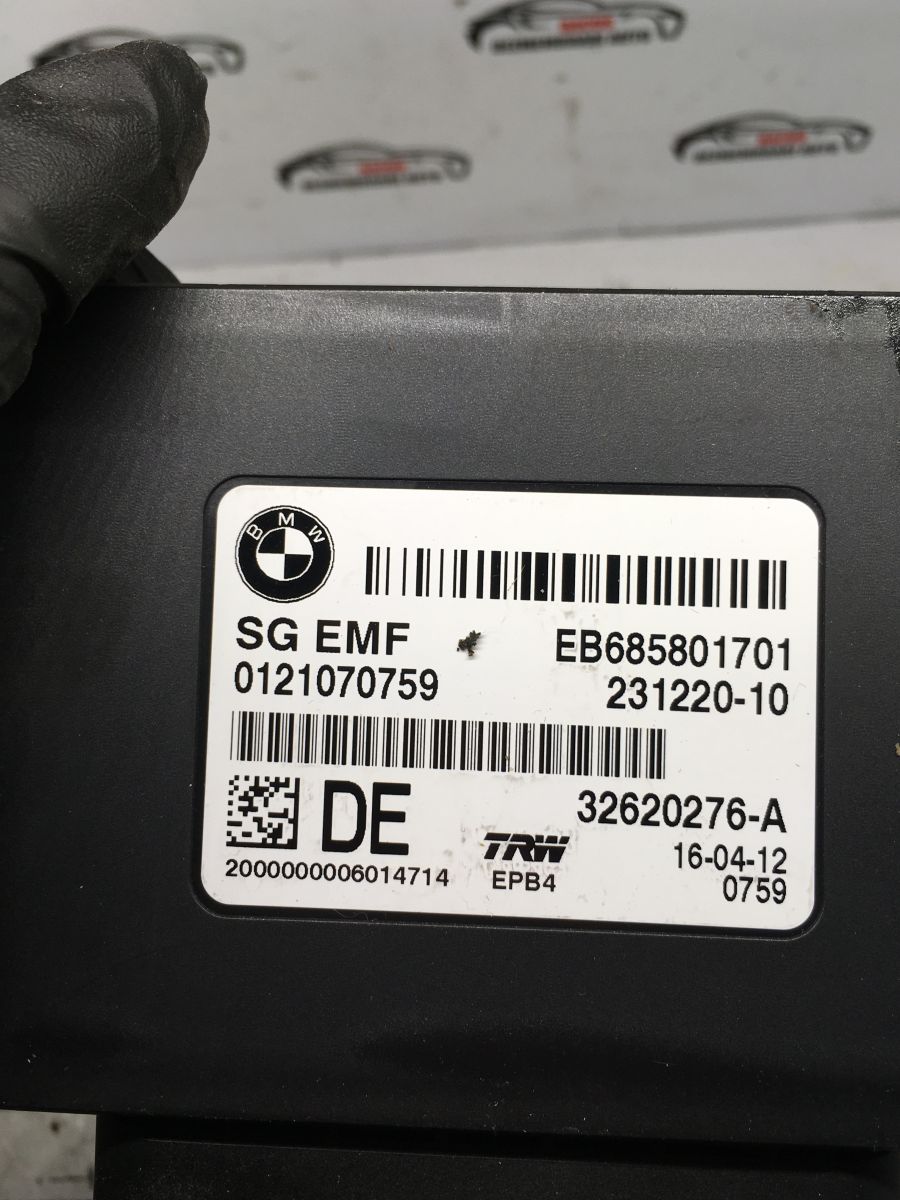 BMW
SG EMF
EB685801701
0121070759
231220-10
DE
32620276-A
TRW
16-04-12
2000000006014714
EPB4
0759